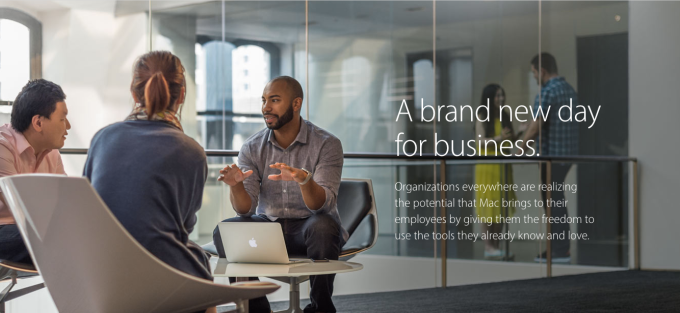 A brand new day
for business.
Organizations everywhere are realizing
the potential that Mac brings to their
employees by giving them the freedom to
use the tools they already know and love.